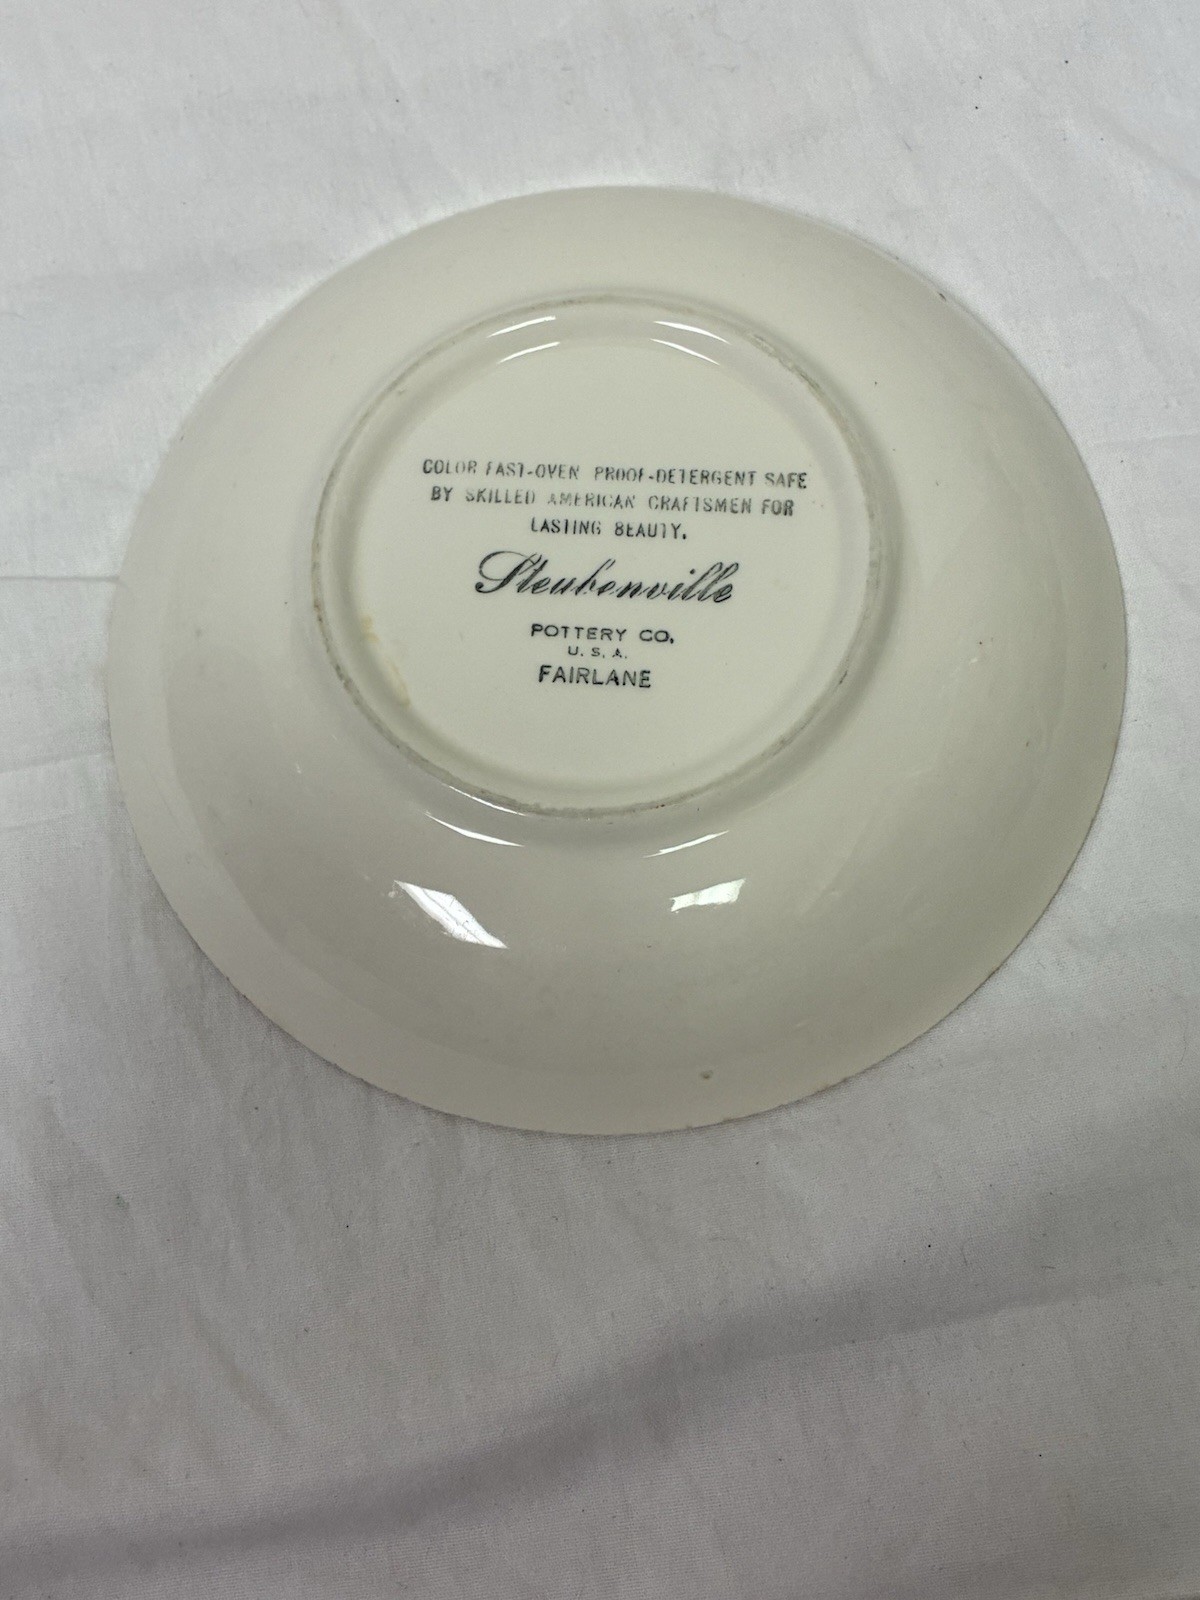 COLOR FAST-OVEN PROOF-DETERGENT SAFE
BY SKILLED AMERICAN CRAFTSMEN FOR
LASTING BEAUTY.
Steubenville
POTTERY CO.
U. S. A.
FAIRLANE